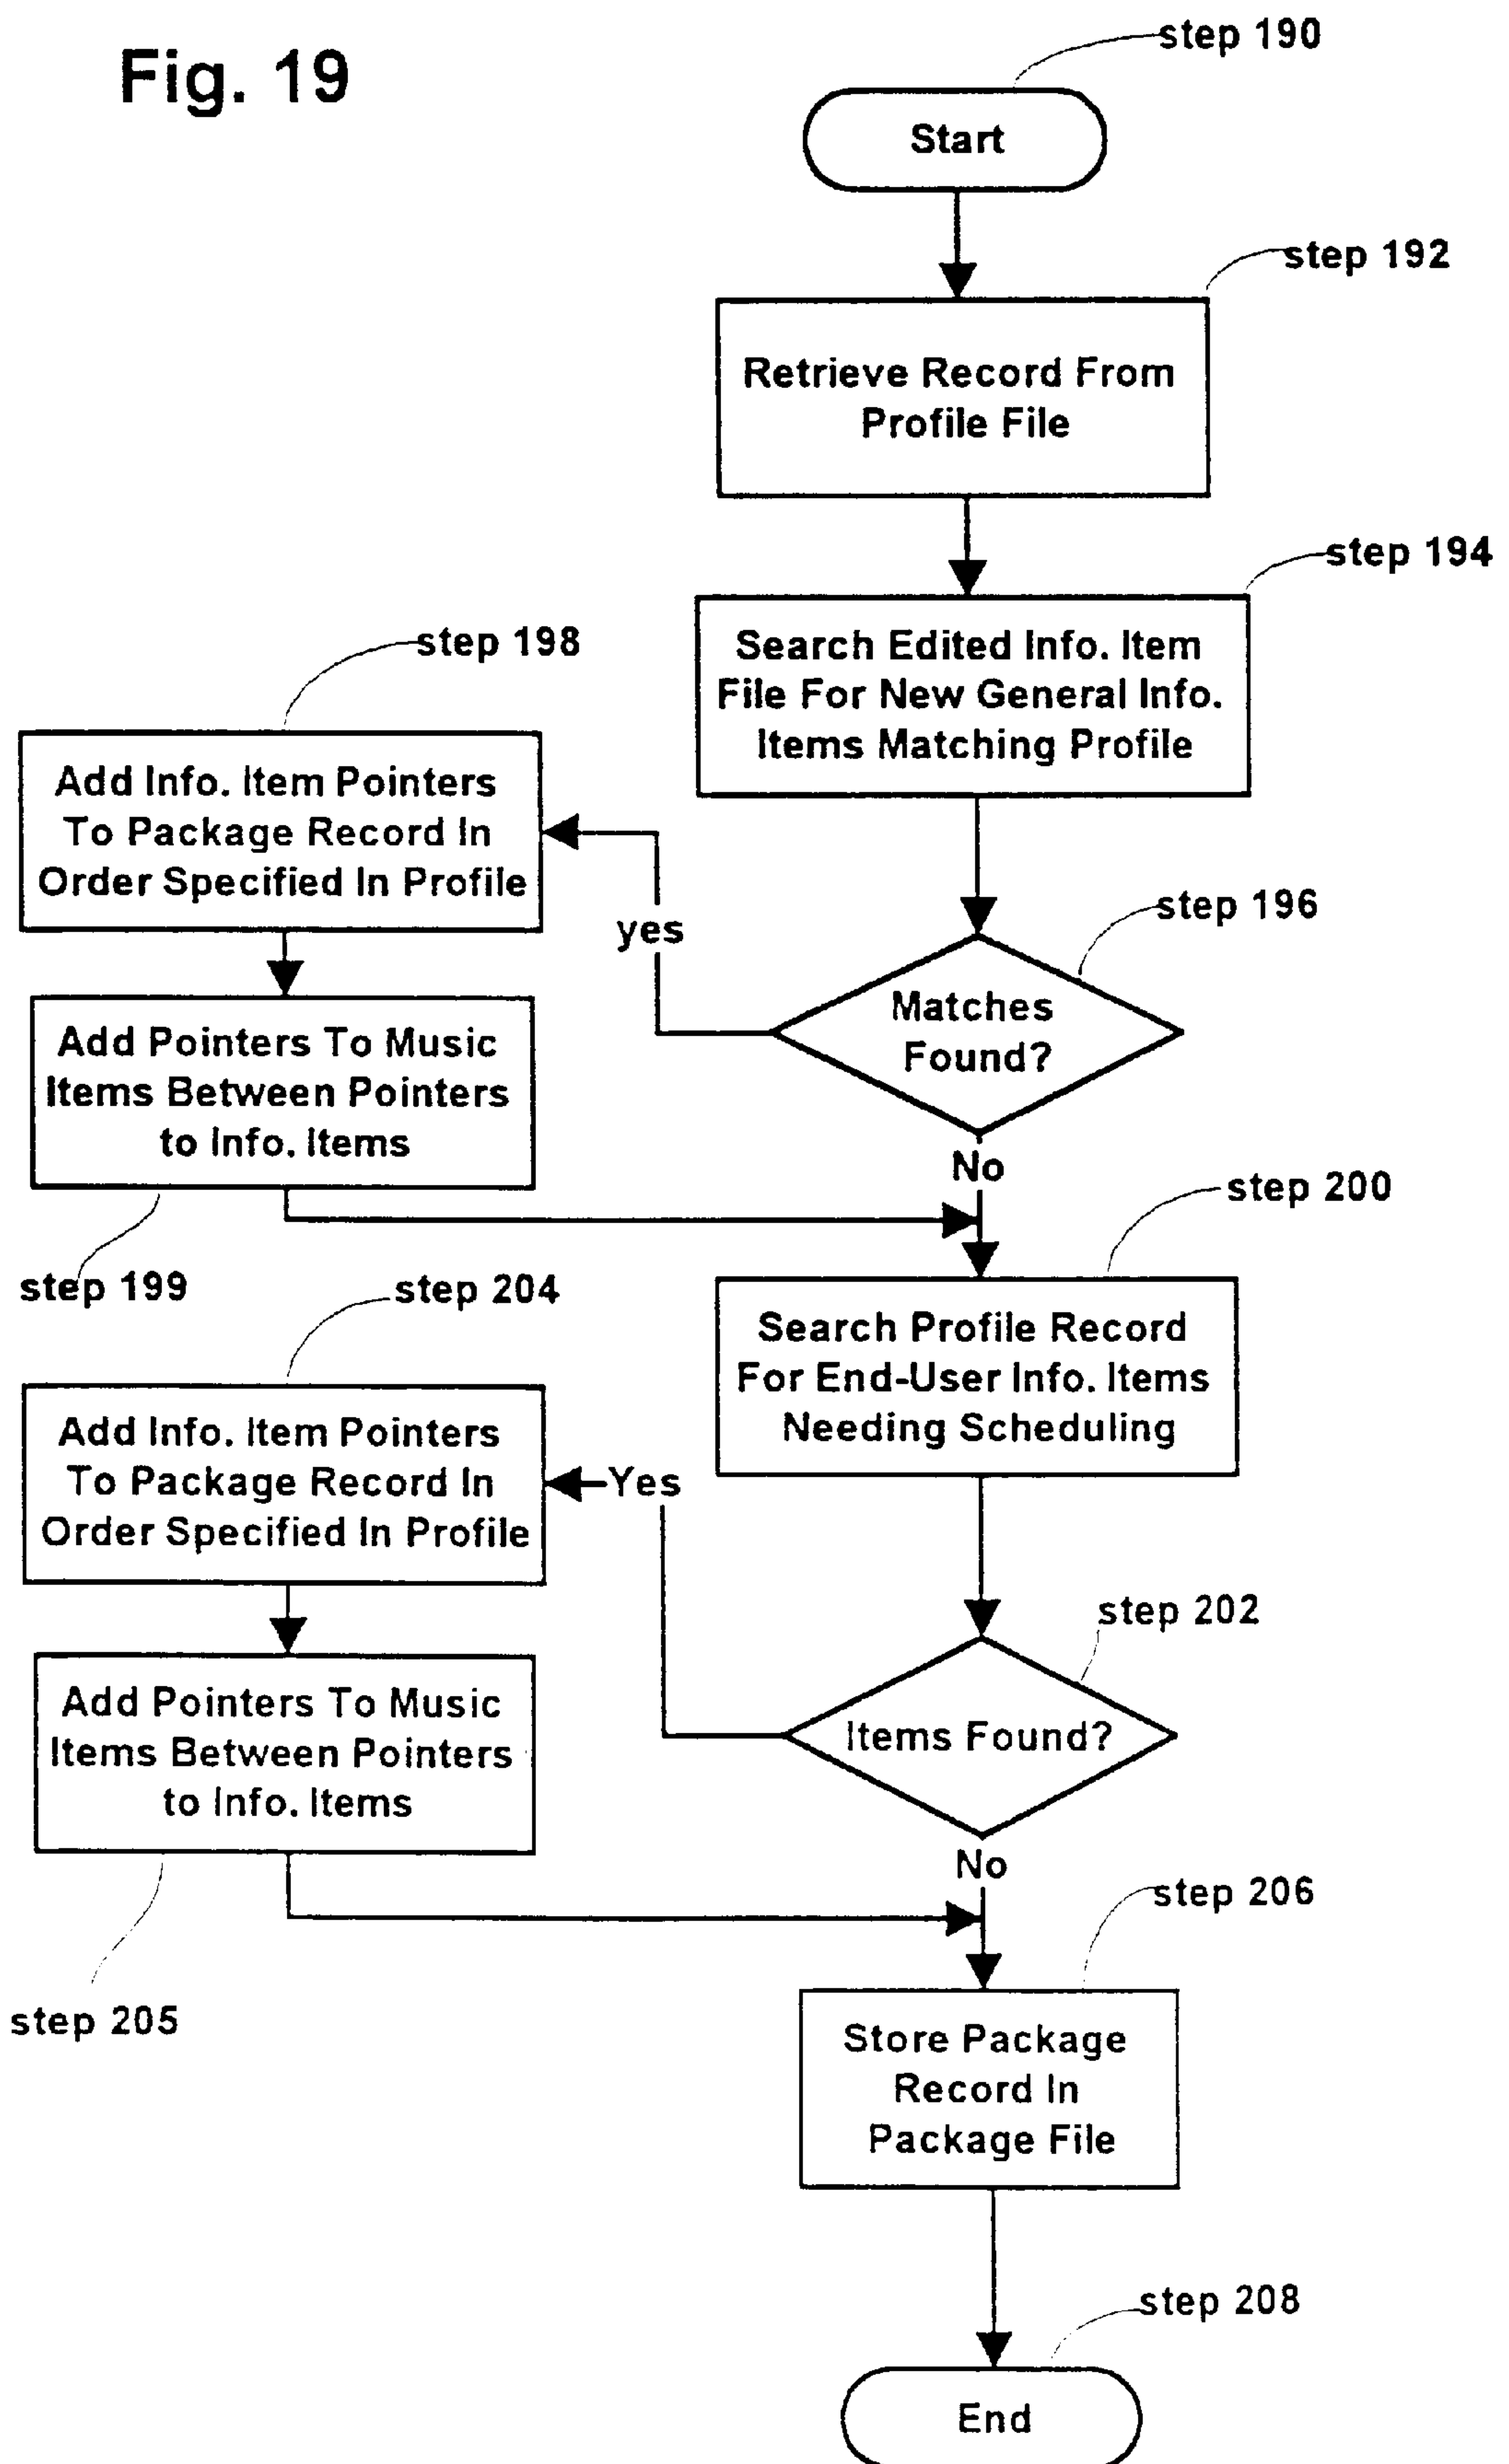 Fig. 19
step 190
Start
step 192
Retrieve Record From
Profile File
step 194
Search Edited Info. Item
File For New General Info.
Items Matching Profile
step 198
Add Info. Item Pointers
To Package Record In
Order Specified In Profile
yes
step 196
Matches
Found?
Add Pointers To Music
Items Between Pointers
to Info. Items
step 199
No
step 200
Search Profile Record
For End-User Info. Items
Needing Scheduling
step 204
Add Info. Item Pointers
To Package Record In
Order Specified In Profile
Yes
step 202
Items Found?
Add Pointers To Music
Items Between Pointers
to Info. Items
step 205
No
step 206
Store Package
Record In
Package File
step 208
End